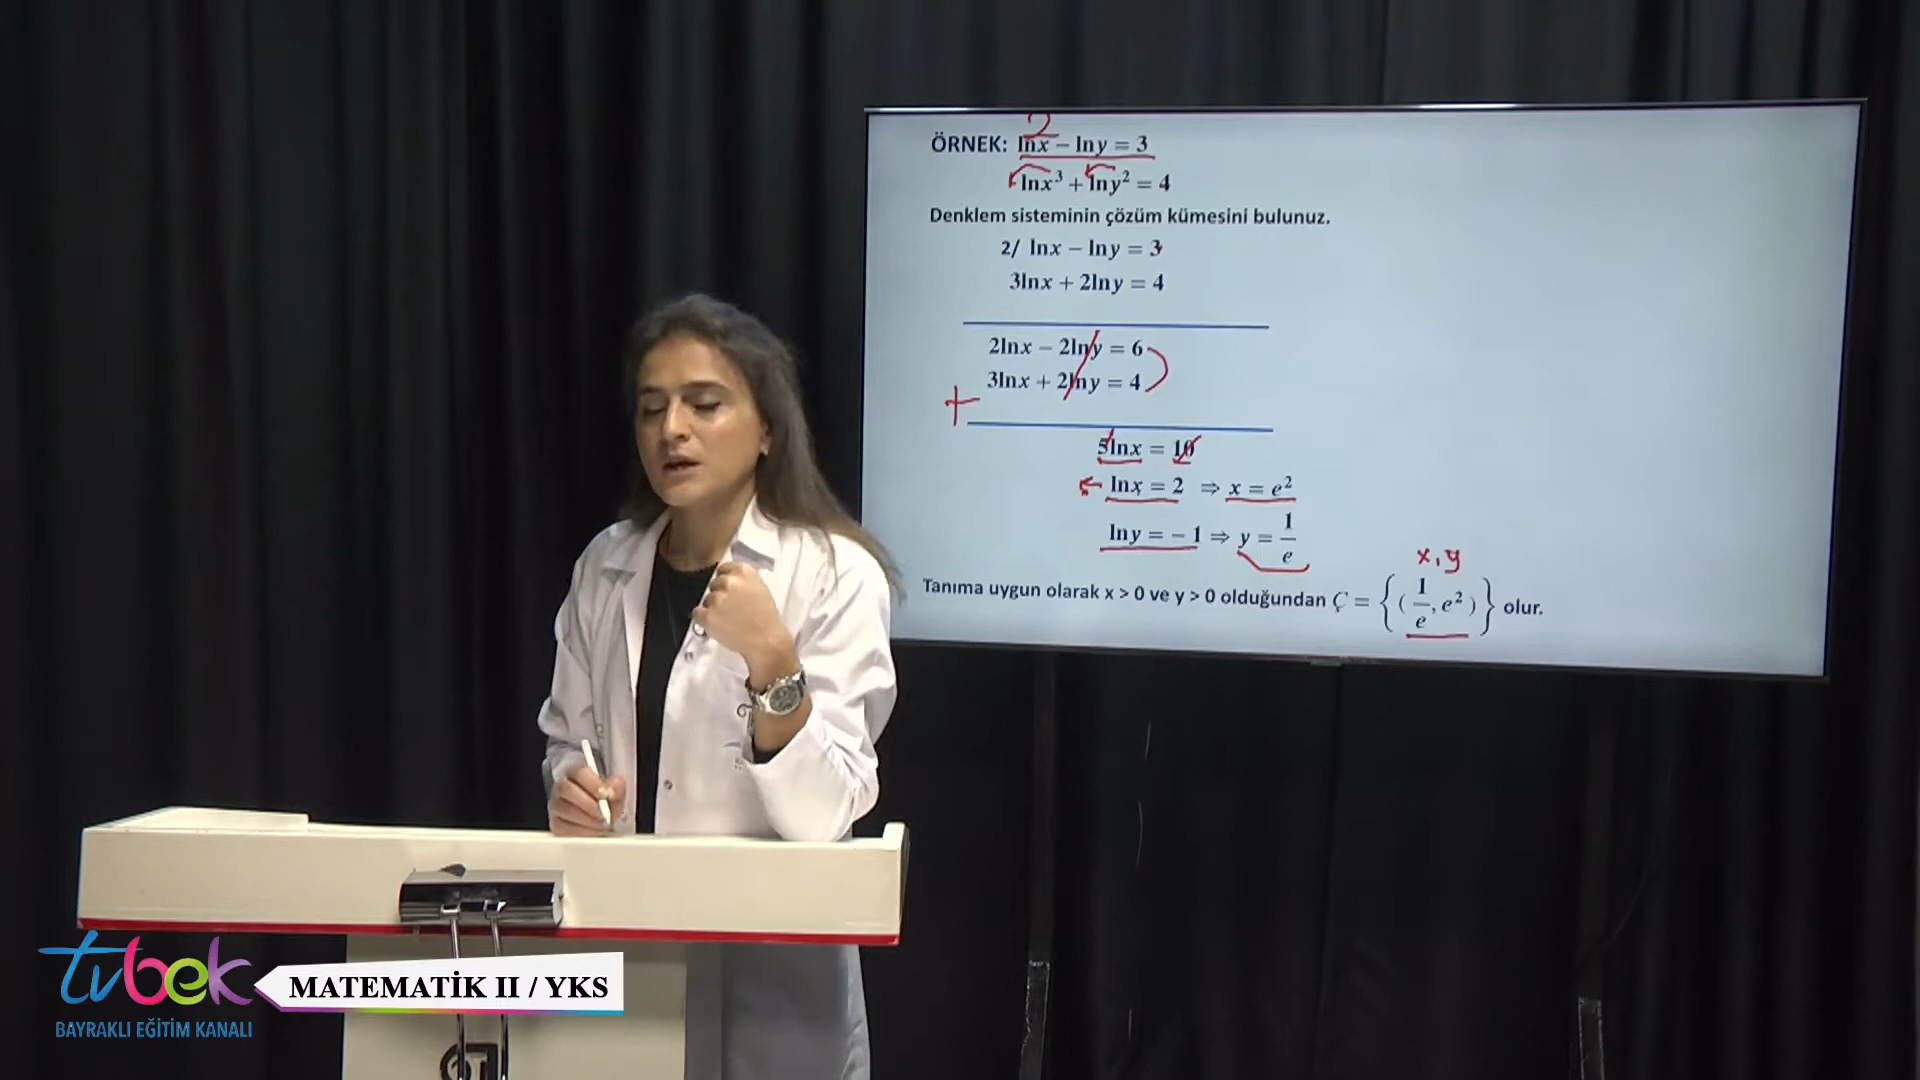 2
ÖRNEK: lnx − lny = 3
lnx³ + lny² = 4
Denklem sisteminin çözüm kümesini bulunuz.
2/ lnx − lny = 3
3lnx + 2lny = 4
2lnx − 2lny = 6
3lnx + 2lny = 4
+
5lnx = 10
lnx = 2 ⇒ x = e²
lny = − 1 ⇒ y = 1/e
x, y
Tanıma uygun olarak x > 0 ve y > 0 olduğundan Ç = {(1/e, e²)} olur.
tvbek
BAYRAKLI EĞİTİM KANALI
MATEMATİK II / YKS